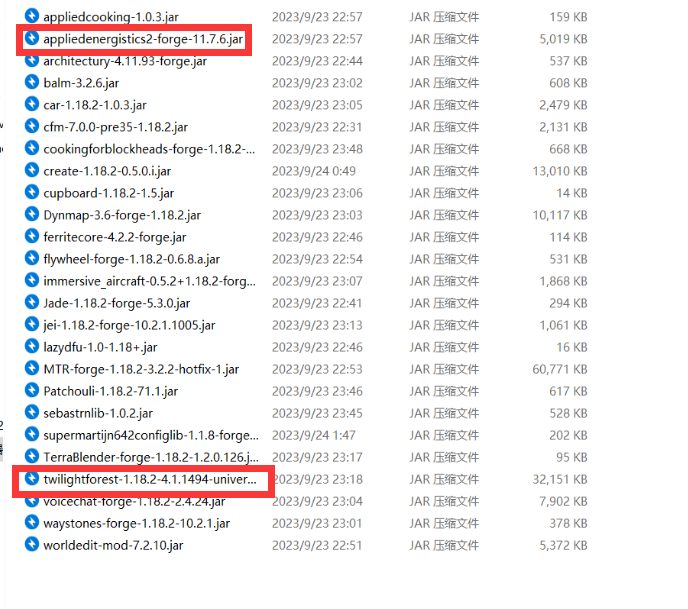 appliedcooking-1.0.3.jar 2023/9/23 22:57 JAR 压缩文件 159 KB
appliedenergistics2-forge-11.7.6.jar 2023/9/23 22:57 JAR 压缩文件 5,019 KB
architectury-4.11.93-forge.jar 2023/9/23 22:44 JAR 压缩文件 537 KB
balm-3.2.6.jar 2023/9/23 23:02 JAR 压缩文件 608 KB
car-1.18.2-1.0.3.jar 2023/9/23 23:05 JAR 压缩文件 2,479 KB
cfm-7.0.0-pre35-1.18.2.jar 2023/9/23 22:31 JAR 压缩文件 2,131 KB
cookingforblockheads-forge-1.18.2-... 2023/9/23 23:48 JAR 压缩文件 668 KB
create-1.18.2-0.5.0.i.jar 2023/9/24 0:49 JAR 压缩文件 13,010 KB
cupboard-1.18.2-1.5.jar 2023/9/23 23:06 JAR 压缩文件 14 KB
Dynmap-3.6-forge-1.18.2.jar 2023/9/23 23:03 JAR 压缩文件 10,117 KB
ferritecore-4.2.2-forge.jar 2023/9/23 22:46 JAR 压缩文件 114 KB
flywheel-forge-1.18.2-0.6.8.a.jar 2023/9/23 22:54 JAR 压缩文件 531 KB
immersive_aircraft-0.5.2+1.18.2-forg... 2023/9/23 23:07 JAR 压缩文件 1,868 KB
Jade-1.18.2-forge-5.3.0.jar 2023/9/23 22:41 JAR 压缩文件 294 KB
jei-1.18.2-forge-10.2.1.1005.jar 2023/9/23 23:13 JAR 压缩文件 1,061 KB
lazydfu-1.0-1.18+.jar 2023/9/23 22:46 JAR 压缩文件 16 KB
MTR-forge-1.18.2-3.2.2-hotfix-1.jar 2023/9/23 22:53 JAR 压缩文件 60,771 KB
Patchouli-1.18.2-71.1.jar 2023/9/23 23:46 JAR 压缩文件 617 KB
sebastrnlib-1.0.2.jar 2023/9/23 23:45 JAR 压缩文件 528 KB
supermartijn642configlib-1.1.8-forge... 2023/9/24 1:47 JAR 压缩文件 202 KB
TerraBlender-forge-1.18.2-1.2.0.126.j... 2023/9/23 23:17 JAR 压缩文件 95 KB
twilightforest-1.18.2-4.1.1494-univer... 2023/9/23 23:18 JAR 压缩文件 32,151 KB
voicechat-forge-1.18.2-2.4.24.jar 2023/9/23 23:01 JAR 压缩文件 7,902 KB
waystones-forge-1.18.2-10.2.1.jar 2023/9/23 23:01 JAR 压缩文件 378 KB
worldedit-mod-7.2.10.jar 2023/9/23 22:51 JAR 压缩文件 5,372 KB